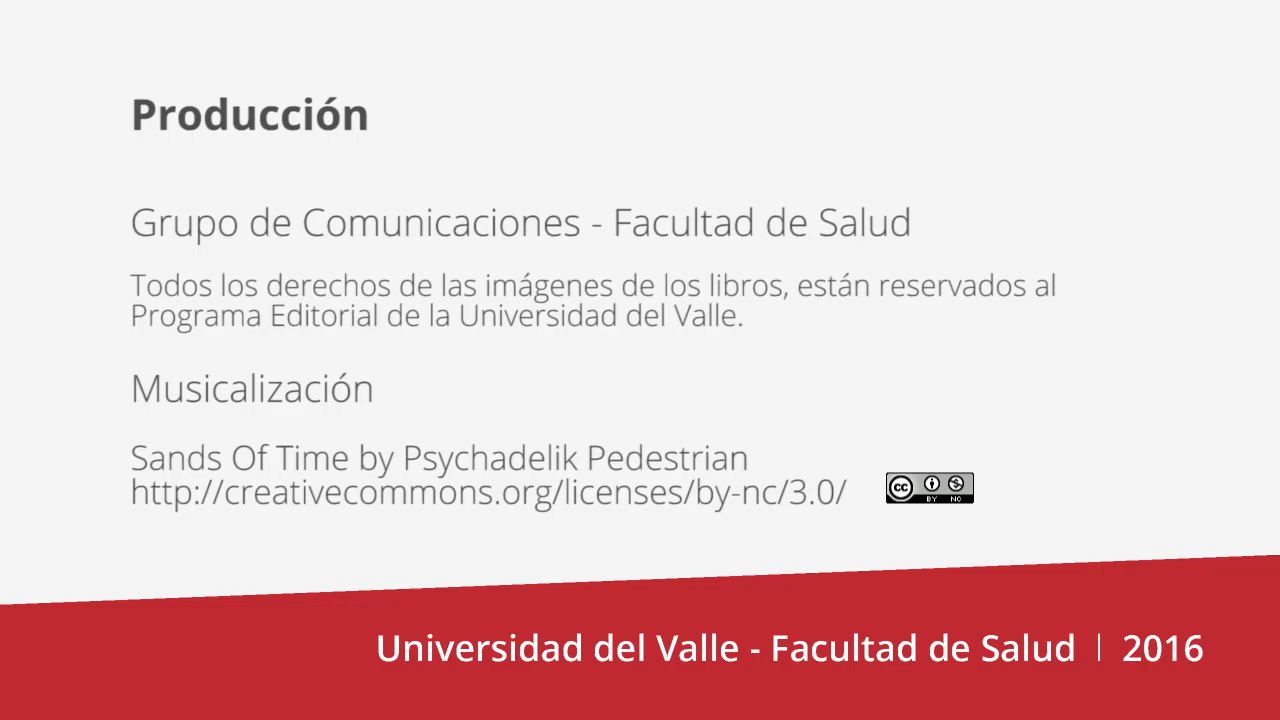 Producción
Grupo de Comunicaciones - Facultad de Salud
Todos los derechos de las imágenes de los libros, están reservados al
Programa Editorial de la Universidad del Valle.
Musicalización
Sands Of Time by Psychadelik Pedestrian
http://creativecommons.org/licenses/by-nc/3.0/
cc BY NC
Universidad del Valle - Facultad de Salud | 2016